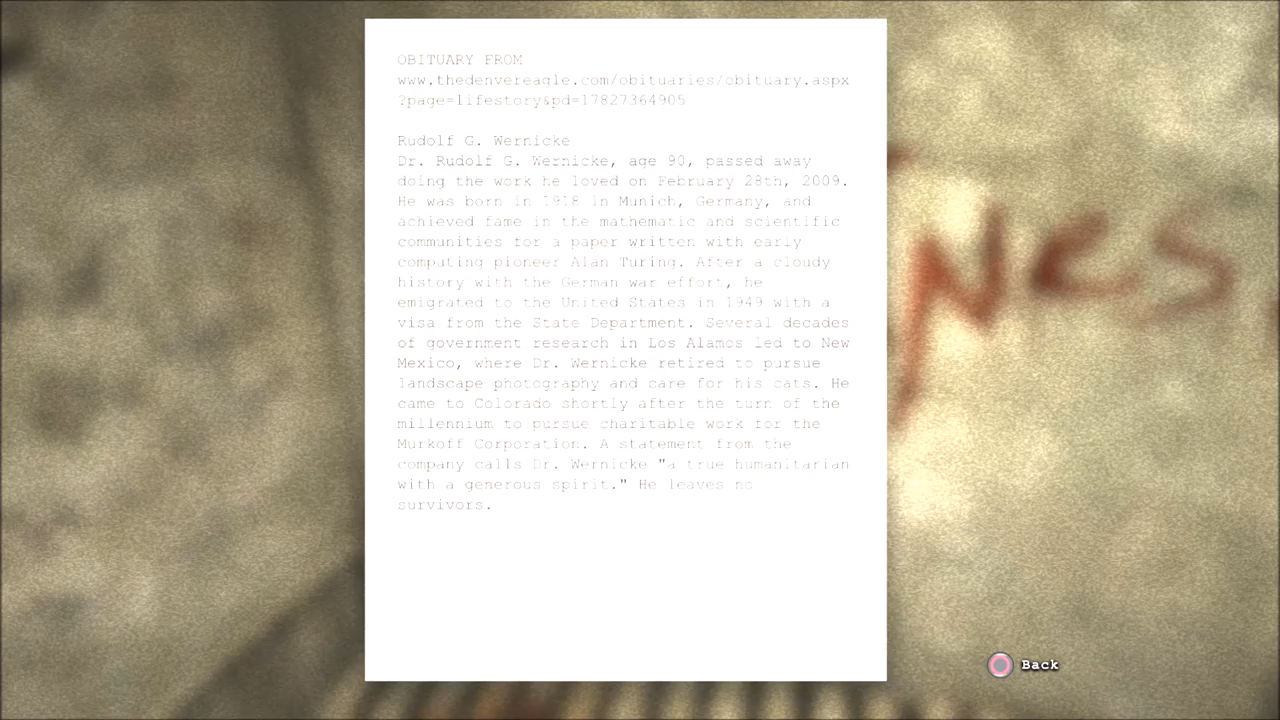 OBITUARY FROM
www.thedenvereagle.com/obituaries/obituary.aspx
?page=lifestory&pd=17827364905
Rudolf G. Wernicke
Dr. Rudolf G. Wernicke, age 90, passed away
doing the work he loved on February 28th, 2009.
He was born in 1918 in Munich, Germany, and
achieved fame in the mathematic and scientific
communities for a paper written with early
computing pioneer Alan Turing. After a cloudy
history with the German war effort, he
emigrated to the United States in 1949 with a
visa from the State Department. Several decades
of government research in Los Alamos led to New
Mexico, where Dr. Wernicke retired to pursue
landscape photography and care for his cats. He
came to Colorado shortly after the turn of the
millennium to pursue charitable work for the
Murkoff Corporation. A statement from the
company calls Dr. Wernicke "a true humanitarian
with a generous spirit." He leaves no
survivors.
Back